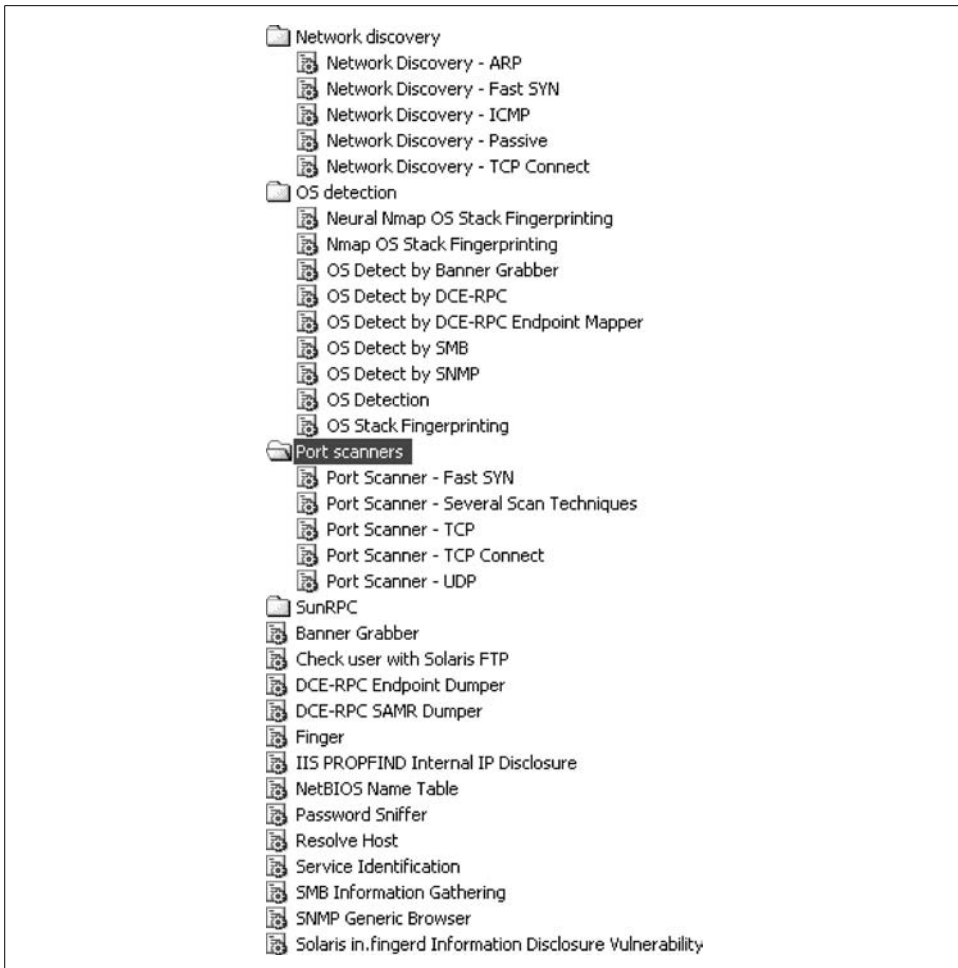 Network discovery
Network Discovery - ARP
Network Discovery - Fast SYN
Network Discovery - ICMP
Network Discovery - Passive
Network Discovery - TCP Connect
OS detection
Neural Nmap OS Stack Fingerprinting
Nmap OS Stack Fingerprinting
OS Detect by Banner Grabber
OS Detect by DCE-RPC
OS Detect by DCE-RPC Endpoint Mapper
OS Detect by SMB
OS Detect by SNMP
OS Detection
OS Stack Fingerprinting
Port scanners
Port Scanner - Fast SYN
Port Scanner - Several Scan Techniques
Port Scanner - TCP
Port Scanner - TCP Connect
Port Scanner - UDP
SunRPC
Banner Grabber
Check user with Solaris FTP
DCE-RPC Endpoint Dumper
DCE-RPC SAMR Dumper
Finger
IIS PROPFIND Internal IP Disclosure
NetBIOS Name Table
Password Sniffer
Resolve Host
Service Identification
SMB Information Gathering
SNMP Generic Browser
Solaris in.fingerd Information Disclosure Vulnerability